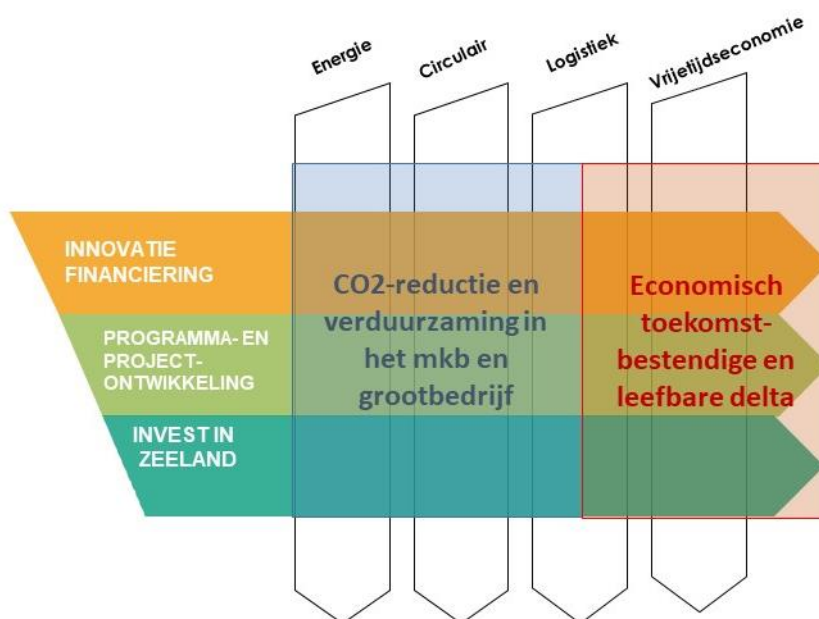 Energie
Circulair
Logistiek
Vrijetijdseconomie
INNOVATIE
FINANCIERING
PROGRAMMA- EN
PROJECT-
ONTWIKKELING
INVEST IN
ZEELAND
CO2-reductie en
verduurzaming in
het mkb en
grootbedrijf
Economisch
toekomst-
bestendige en
leefbare delta